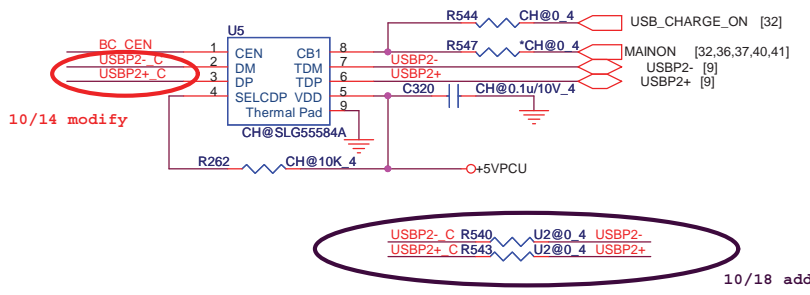 R544 CH@0_4 USB_CHARGE_ON [32]
U5
BC_CEN 1 CEN CB1 8 R547 *CH@0_4 MAINON [32,36,37,40,41]
USBP2-_C 2 DM TDM 7 USBP2- USBP2- [9]
USBP2+_C 3 DP TDP 6 USBP2+ USBP2+ [9]
4 SELCDP VDD 5 C320 CH@0.1u/10V_4
Thermal Pad 9
10/14 modify
CH@SLG55584A
R262 CH@10K_4 +5VPCU
USBP2-_C R540 U2@0_4 USBP2-
USBP2+_C R543 U2@0_4 USBP2+
10/18 add